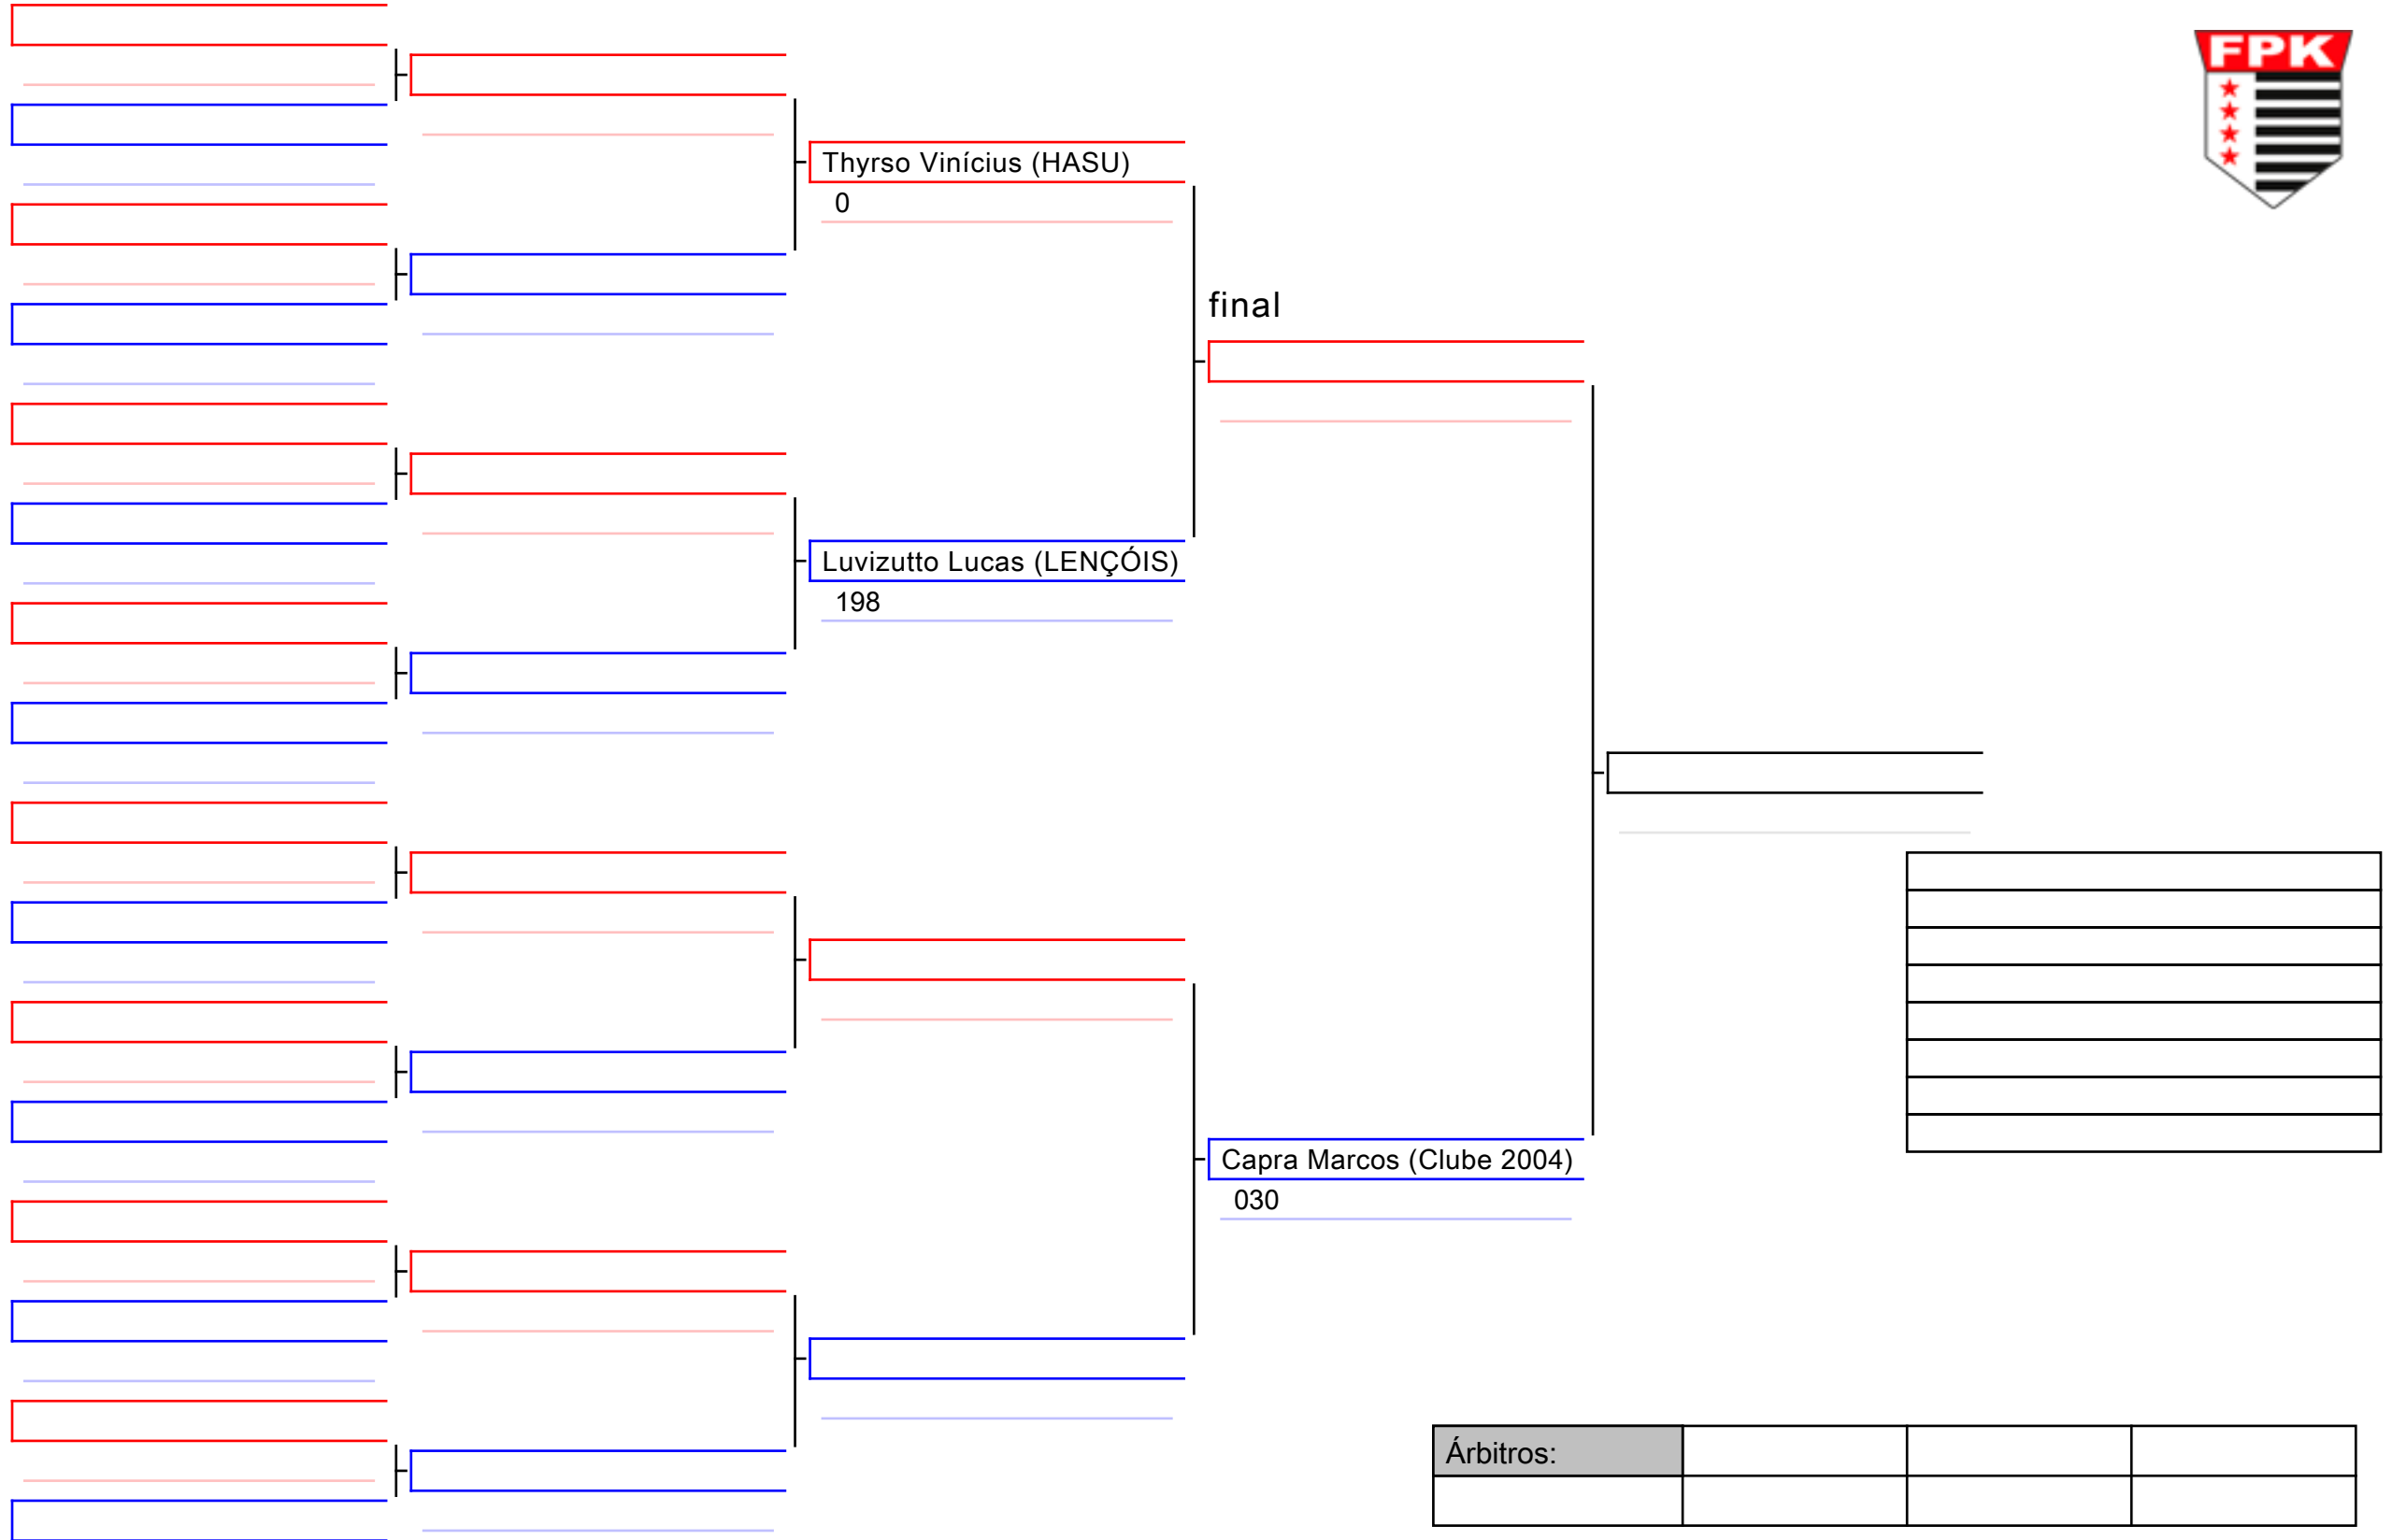 FPK
Thyrso Vinícius (HASU)
0
final
Luvizutto Lucas (LENÇÓIS)
198
Capra Marcos (Clube 2004)
030
Árbitros: